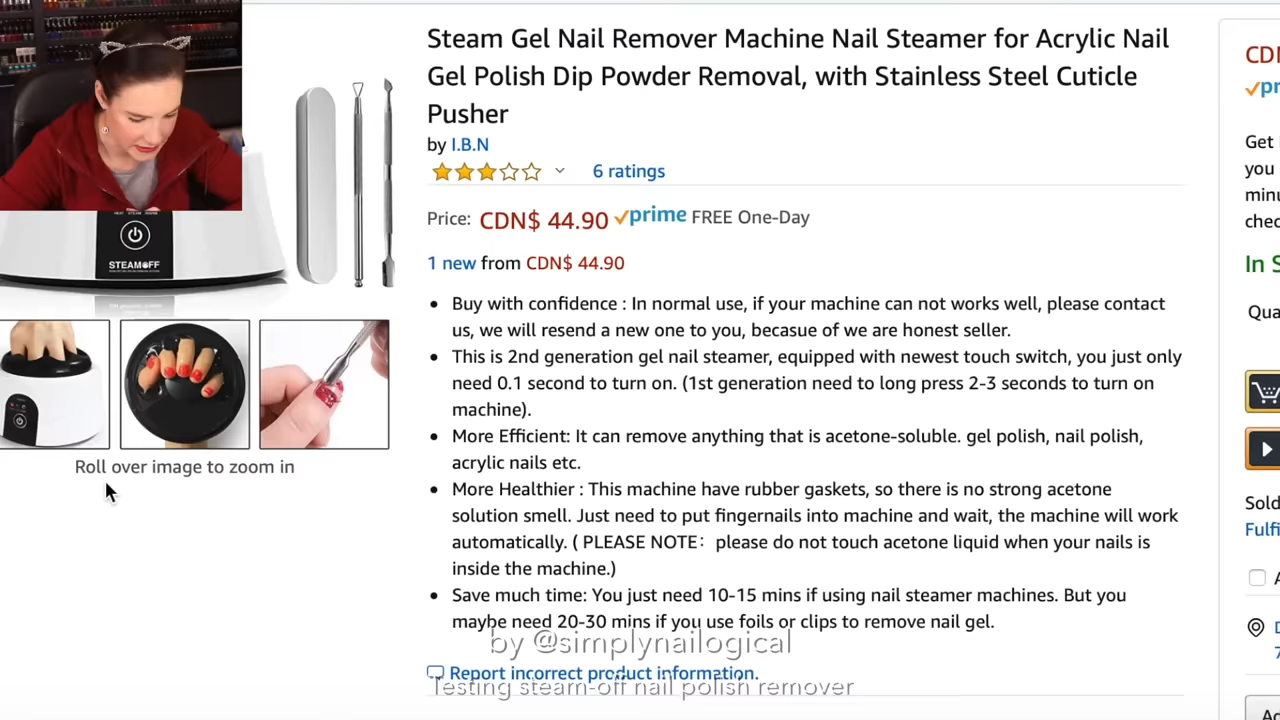 Steam Gel Nail Remover Machine Nail Steamer for Acrylic Nail
Gel Polish Dip Powder Removal, with Stainless Steel Cuticle
Pusher
by I.B.N
6 ratings
Price: CDN$ 44.90 prime FREE One-Day
1 new from CDN$ 44.90
• Buy with confidence : In normal use, if your machine can not works well, please contact
us, we will resend a new one to you, becasue of we are honest seller.
• This is 2nd generation gel nail steamer, equipped with newest touch switch, you just only
need 0.1 second to turn on. (1st generation need to long press 2-3 seconds to turn on
machine).
• More Efficient: It can remove anything that is acetone-soluble. gel polish, nail polish,
acrylic nails etc.
• More Healthier : This machine have rubber gaskets, so there is no strong acetone
solution smell. Just need to put fingernails into machine and wait, the machine will work
automatically. ( PLEASE NOTE： please do not touch acetone liquid when your nails is
inside the machine.)
• Save much time: You just need 10-15 mins if using nail steamer machines. But you
maybe need 20-30 mins if you use foils or clips to remove nail gel.
by @simplynailogical
Report incorrect product information.
Testing steam-off nail polish remover
STEAMOFF
Roll over image to zoom in
Get
you
In
Sold